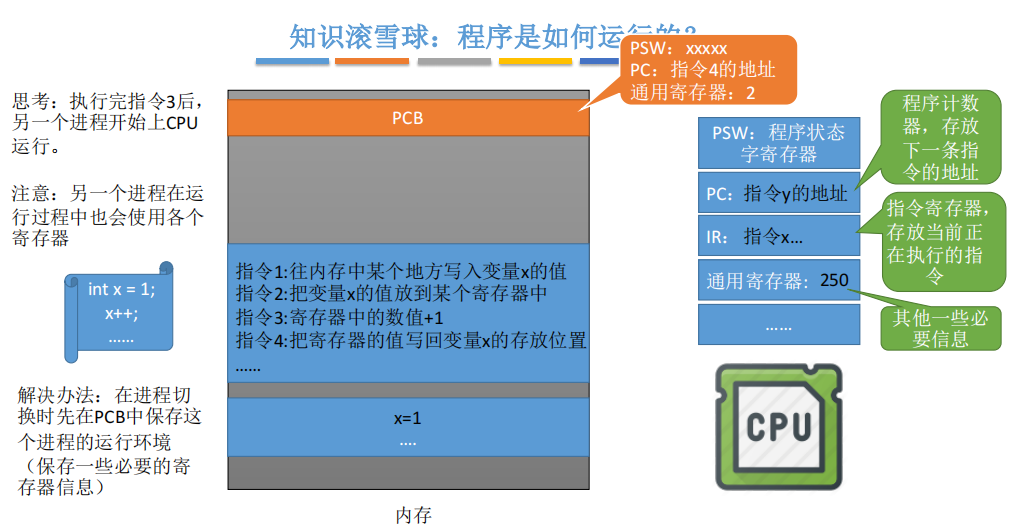 知识滚雪球：程序是如何运行的？
PSW：xxxxx
PC：指令4的地址
通用寄存器：2
思考：执行完指令3后，
另一个进程开始上CPU
运行。
注意：另一个进程在运
行过程中也会使用各个
寄存器
int x = 1;
x++;
……
解决办法：在进程切
换时先在PCB中保存这
个进程的运行环境
（保存一些必要的寄
存器信息）
PCB
指令1:往内存中某个地方写入变量x的值
指令2:把变量x的值放到某个寄存器中
指令3:寄存器中的数值+1
指令4:把寄存器的值写回变量x的存放位置
……
x=1
….
内存
PSW：程序状态
字寄存器
PC：指令y的地址
IR：指令x…
通用寄存器：250
……
程序计数
器，存放
下一条指
令的地址
指令寄存器，
存放当前正
在执行的指
令
其他一些必
要信息
CPU